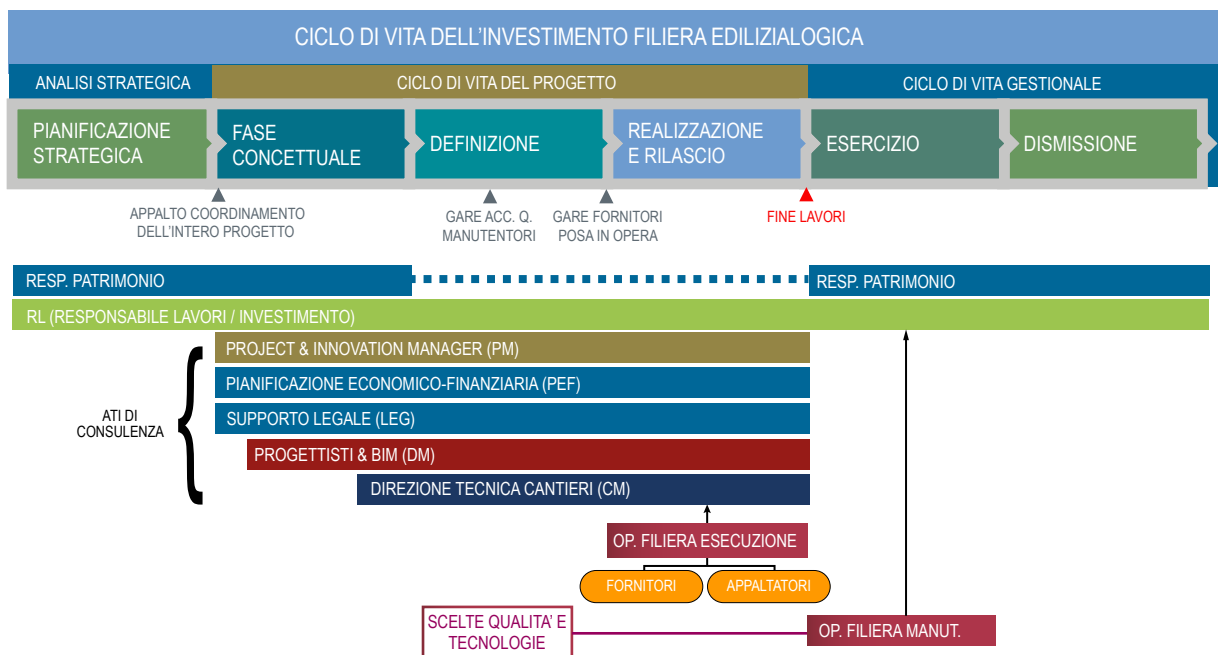 CICLO DI VITA DELL'INVESTIMENTO FILIERA EDILIZIALOGICA
ANALISI STRATEGICA
CICLO DI VITA DEL PROGETTO
CICLO DI VITA GESTIONALE
PIANIFICAZIONE
STRATEGICA
FASE
CONCETTUALE
DEFINIZIONE
REALIZZAZIONE
E RILASCIO
ESERCIZIO
DISMISSIONE
APPALTO COORDINAMENTO
DELL'INTERO PROGETTO
GARE ACC. Q.
MANUTENTORI
GARE FORNITORI
POSA IN OPERA
FINE LAVORI
RESP. PATRIMONIO
RESP. PATRIMONIO
RL (RESPONSABILE LAVORI / INVESTIMENTO)
ATI DI
CONSULENZA
PROJECT & INNOVATION MANAGER (PM)
PIANIFICAZIONE ECONOMICO-FINANZIARIA (PEF)
SUPPORTO LEGALE (LEG)
PROGETTISTI & BIM (DM)
DIREZIONE TECNICA CANTIERI (CM)
OP. FILIERA ESECUZIONE
FORNITORI
APPALTATORI
SCELTE QUALITA' E
TECNOLOGIE
OP. FILIERA MANUT.